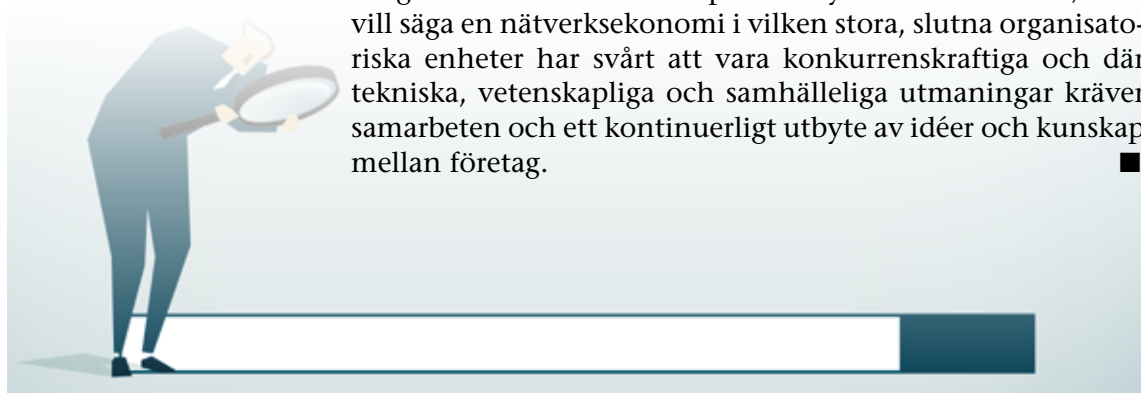 vill säga en nätverksekonomi i vilken stora, slutna organisato-
riska enheter har svårt att vara konkurrenskraftiga och där
tekniska, vetenskapliga och samhälleliga utmaningar kräver
samarbeten och ett kontinuerligt utbyte av idéer och kunskap
mellan företag.